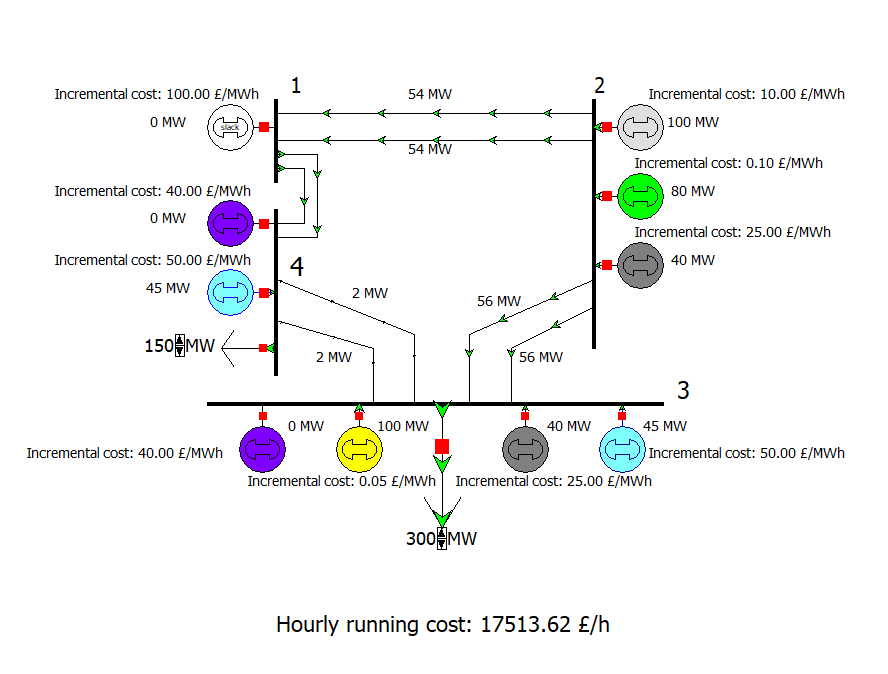 1
2
Incremental cost: 100.00 £/MWh
54 MW
Incremental cost: 10.00 £/MWh
0 MW
slack
100 MW
54 MW
Incremental cost: 0.10 £/MWh
Incremental cost: 40.00 £/MWh
80 MW
0 MW
Incremental cost: 25.00 £/MWh
Incremental cost: 50.00 £/MWh
4
40 MW
45 MW
2 MW
56 MW
150 MW
2 MW
56 MW
3
0 MW
100 MW
40 MW
45 MW
Incremental cost: 40.00 £/MWh
Incremental cost: 50.00 £/MWh
Incremental cost: 0.05 £/MWh
Incremental cost: 25.00 £/MWh
300 MW
Hourly running cost: 17513.62 £/h